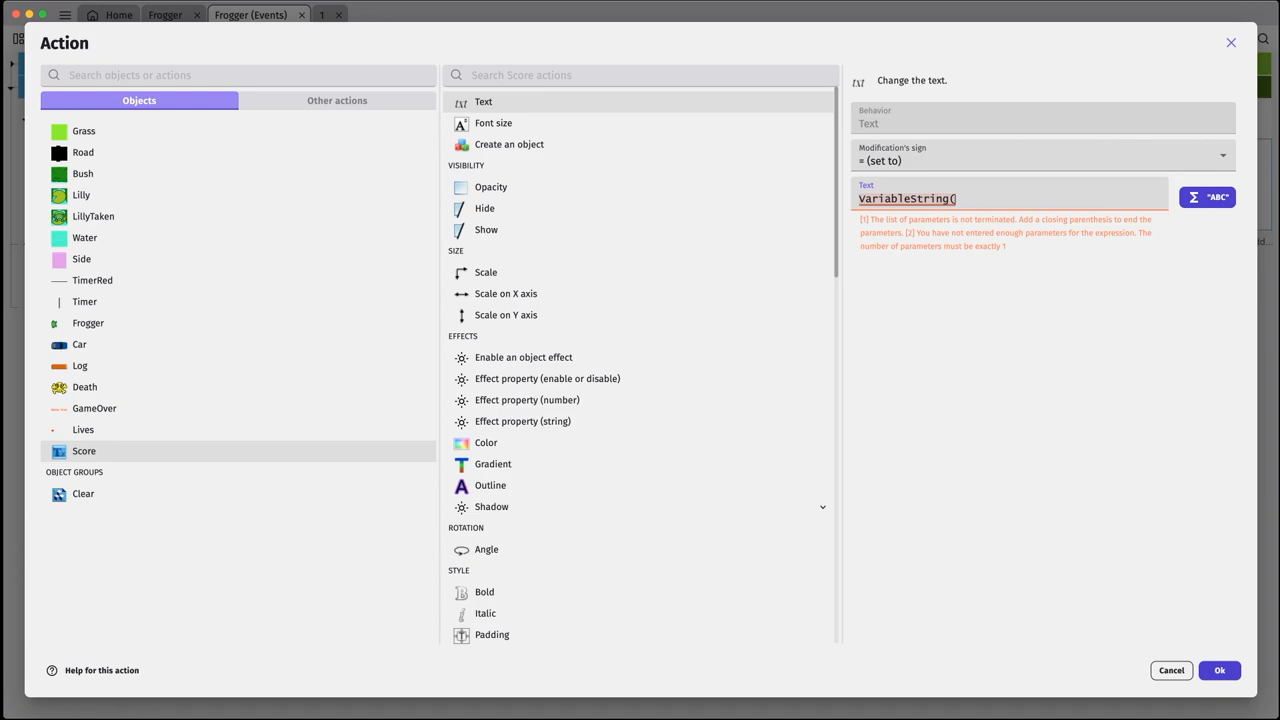 Home
Frogger
Frogger (Events)
1
Action
Search objects or actions
Objects
Other actions
Grass
Road
Bush
Lilly
LillyTaken
Water
Side
TimerRed
Timer
Frogger
Car
Log
Death
GameOver
Lives
Score
OBJECT GROUPS
Clear
Search Score actions
txt Text
Font size
Create an object
VISIBILITY
Opacity
Hide
Show
SIZE
Scale
Scale on X axis
Scale on Y axis
EFFECTS
Enable an object effect
Effect property (enable or disable)
Effect property (number)
Effect property (string)
Color
Gradient
Outline
Shadow
ROTATION
Angle
STYLE
Bold
Italic
Padding
txt Change the text.
Behavior
Text
Modification's sign
= (set to)
Text
VariableString(
Σ "ABC"
[1] The list of parameters is not terminated. Add a closing parenthesis to end the
parameters. [2] You have not entered enough parameters for the expression. The
number of parameters must be exactly 1
Help for this action
Cancel
Ok